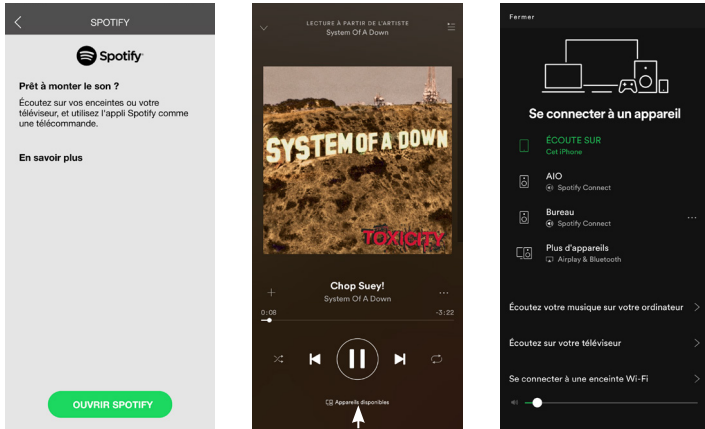 SPOTIFY
Spotify
Prêt à monter le son ?
Écoutez sur vos enceintes ou votre
téléviseur, et utilisez l'appli Spotify comme
une télécommande.
En savoir plus
OUVRIR SPOTIFY
LECTURE À PARTIR DE L'ARTISTE
System Of A Down
SYSTEM OF A DOWN
TOXICITY
Chop Suey!
System Of A Down
0:08
-3:22
Appareils disponibles
Fermer
Se connecter à un appareil
ÉCOUTE SUR
Cet iPhone
AIO
Spotify Connect
Bureau
Spotify Connect
Plus d'appareils
Airplay & Bluetooth
Écoutez votre musique sur votre ordinateur
Écoutez sur votre téléviseur
Se connecter à une enceinte Wi-Fi